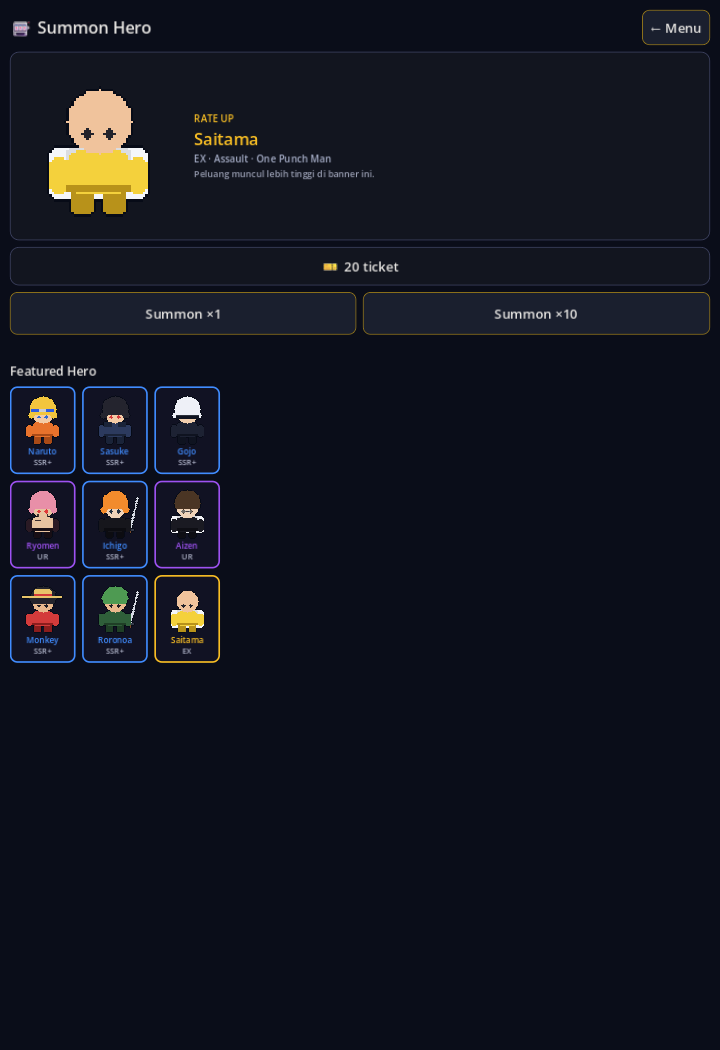 Summon Hero
← Menu
RATE UP
Saitama
EX · Assault · One Punch Man
Peluang muncul lebih tinggi di banner ini.
20 ticket
Summon ×1
Summon ×10
Featured Hero
Naruto
SSR+
Sasuke
SSR+
Gojo
SSR+
Ryomen
UR
Ichigo
SSR+
Aizen
UR
Monkey
SSR+
Roronoa
SSR+
Saitama
EX